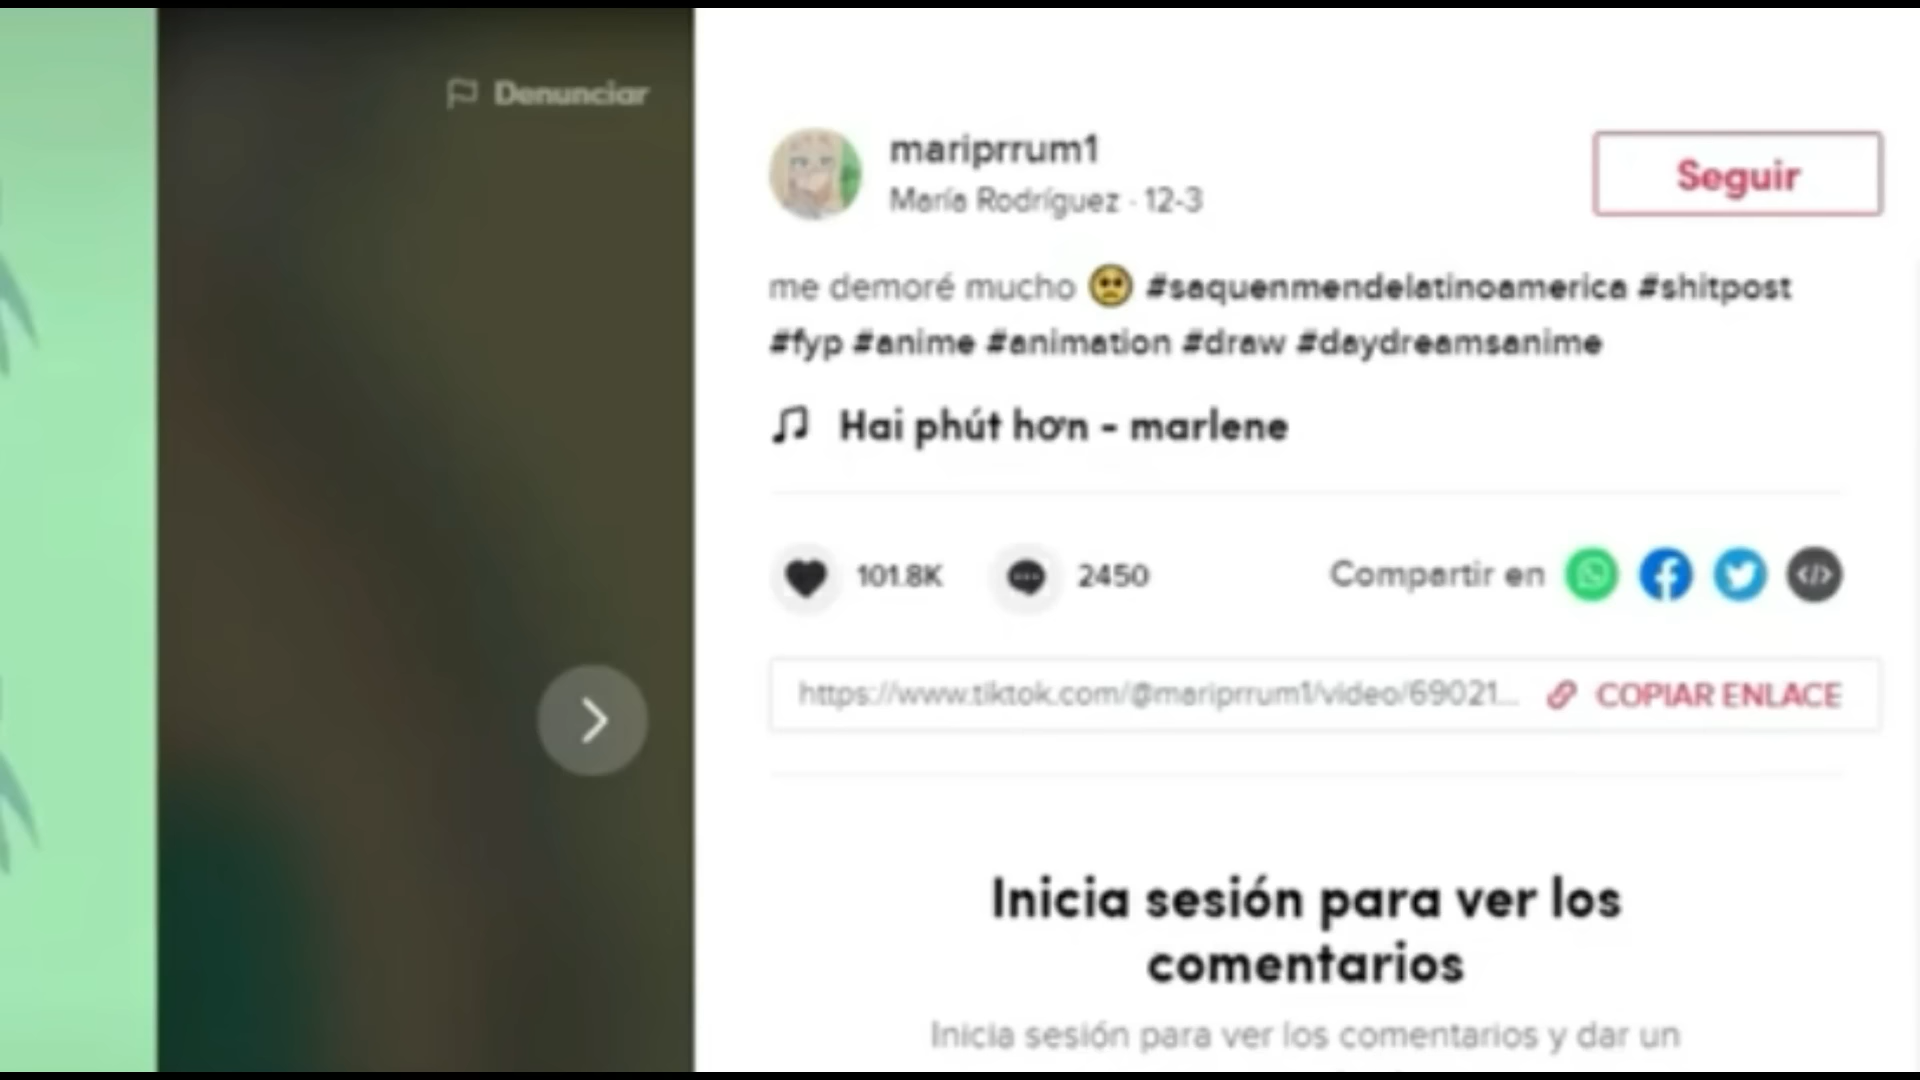 Denunciar
mariprrum1
María Rodríguez · 12-3
Seguir
me demoré mucho 🥺 #saquenmendelatinoamerica #shitpost
#fyp #anime #animation #draw #daydreamsanime
Hai phút hơn - marlene
101.8K
2450
Compartir en
https://www.tiktok.com/@mariprrum1/video/69021...
COPIAR ENLACE
Inicia sesión para ver los
comentarios
Inicia sesión para ver los comentarios y dar un